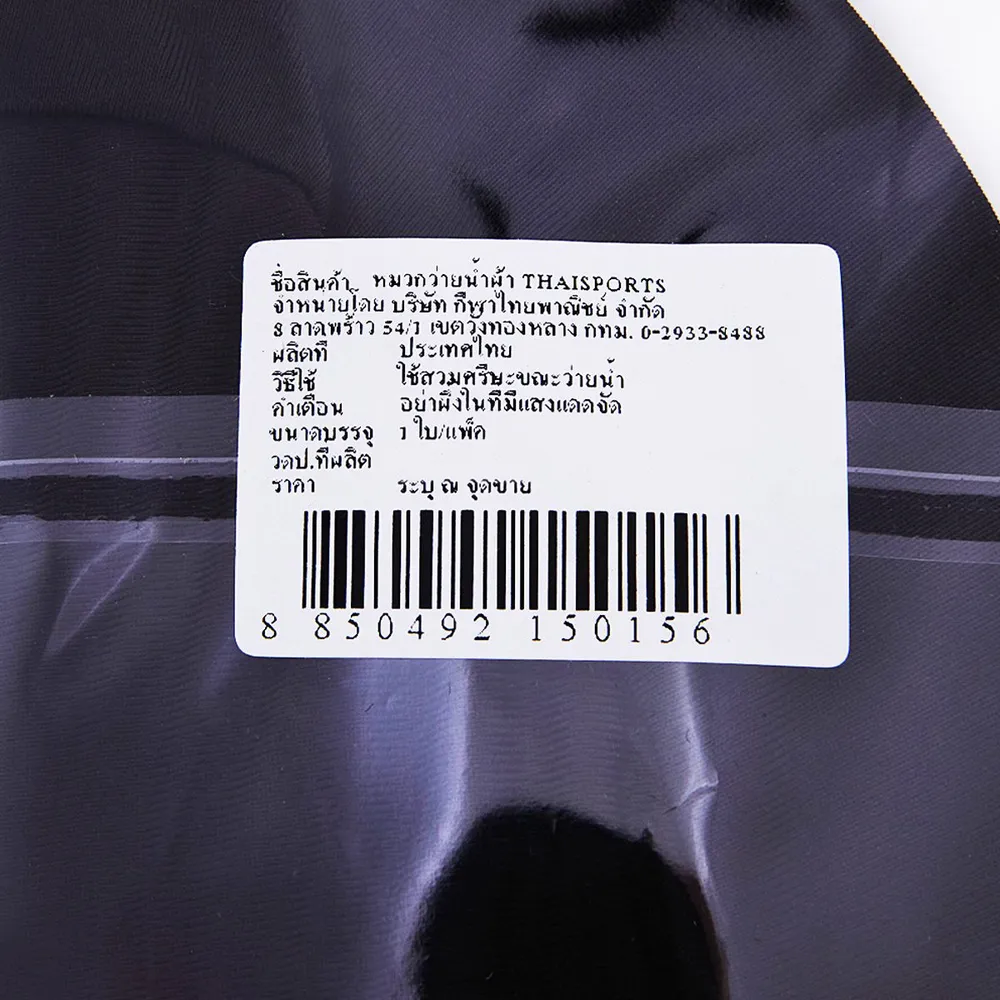 ชื่อสินค้า หมวกว่ายน้ำผ้า THAISPORTS
จำหน่ายโดย บริษัท กีฬาไทยพาณิชย์ จำกัด
8 ลาดพร้าว 54/1 เขตวังทองหลาง กทม. 0-2933-8488
ผลิตที่ ประเทศไทย
วิธีใช้ ใช้สวมศรีษะขณะว่ายน้ำ
คำเตือน อย่าผึ่งในที่มีแสงแดดจัด
ขนาดบรรจุ 1 ใบ/แพ็ค
วดป.ที่ผลิต
ราคา ระบุ ณ จุดขาย
8 850492 150156